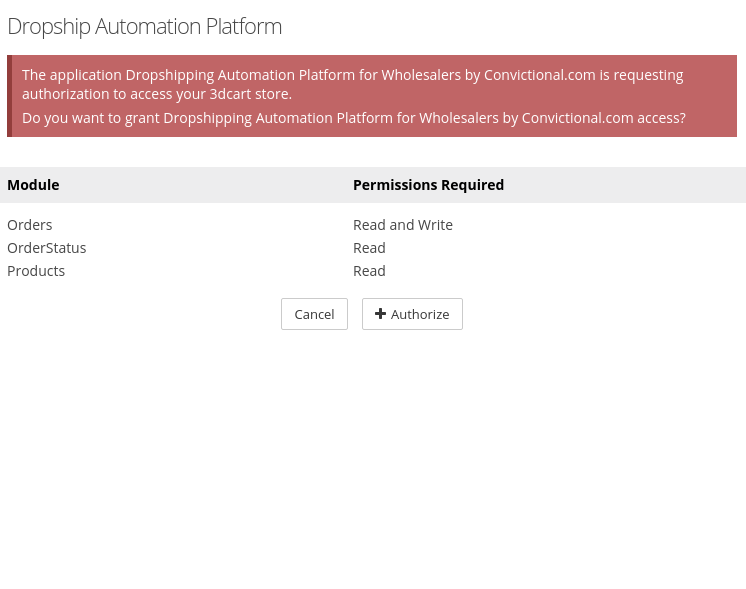 Dropship Automation Platform
The application Dropshipping Automation Platform for Wholesalers by Convictional.com is requesting
authorization to access your 3dcart store.
Do you want to grant Dropshipping Automation Platform for Wholesalers by Convictional.com access?
Module Permissions Required
Orders Read and Write
OrderStatus Read
Products Read
Cancel Authorize